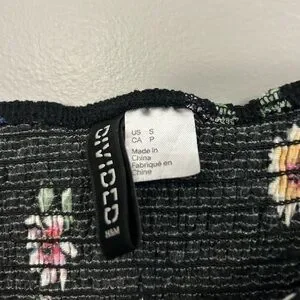 DIVIDED
H&M
US S
CA P
Made in
China
Fabriqué en
Chine